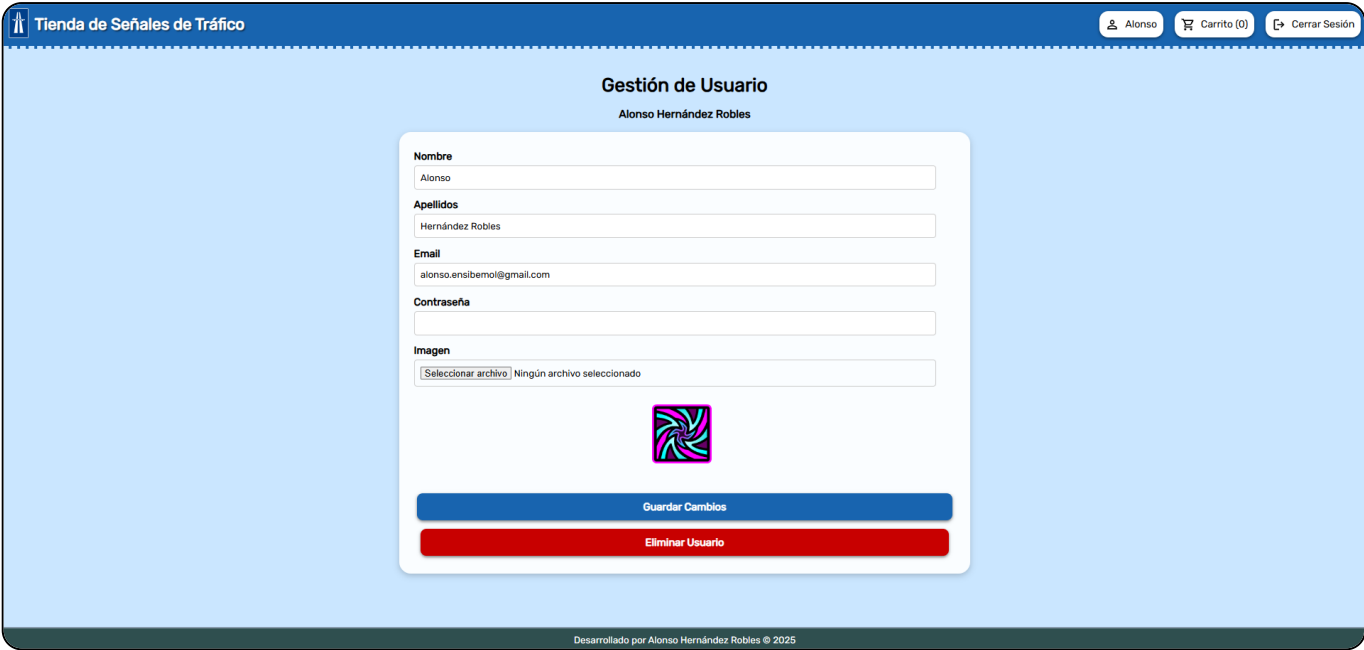 Tienda de Señales de Tráfico
Alonso
Carrito (0)
Cerrar Sesión
Gestión de Usuario
Alonso Hernández Robles
Nombre
Alonso
Apellidos
Hernández Robles
Email
alonso.ensibemol@gmail.com
Contraseña
Imagen
Seleccionar archivo Ningún archivo seleccionado
Guardar Cambios
Eliminar Usuario
Desarrollado por Alonso Hernández Robles © 2025